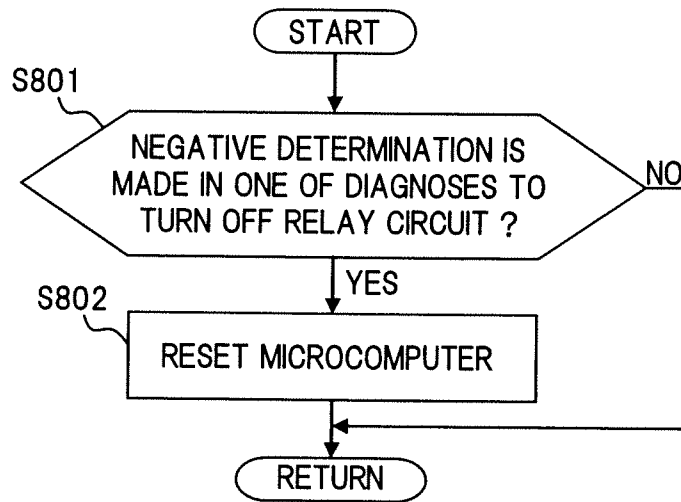 START
S801
NEGATIVE DETERMINATION IS
MADE IN ONE OF DIAGNOSES TO
TURN OFF RELAY CIRCUIT ?
NO
YES
S802
RESET MICROCOMPUTER
RETURN